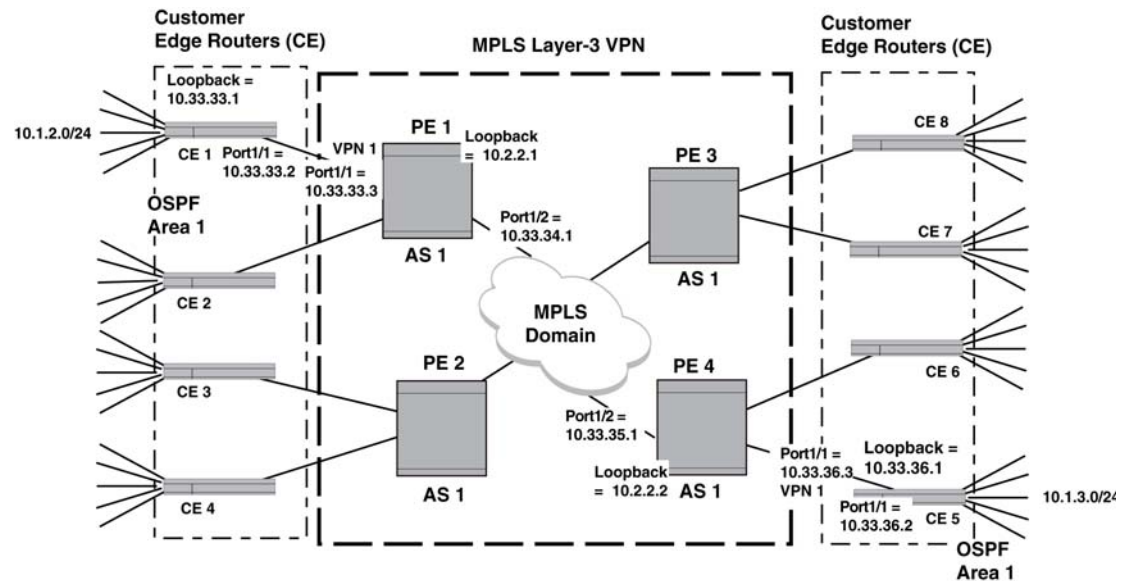 Customer
Edge Routers (CE)
MPLS Layer-3 VPN
Customer
Edge Routers (CE)
Loopback =
10.33.33.1
10.1.2.0/24
CE 1
Port1/1 =
10.33.33.2
VPN 1
Port1/1=
10.33.33.3
PE 1
Loopback
= 10.2.2.1
AS 1
Port1/2 =
10.33.34.1
OSPF
Area 1
CE 2
CE 3
CE 4
PE 2
AS 1
MPLS
Domain
PE 3
AS 1
PE 4
AS 1
Port1/2 =
10.33.35.1
Loopback
= 10.2.2.2
CE 8
CE 7
CE 6
Port1/1 =
10.33.36.3
VPN 1
Loopback =
10.33.36.1
Port1/1 =
10.33.36.2
CE 5
10.1.3.0/24
OSPF
Area 1